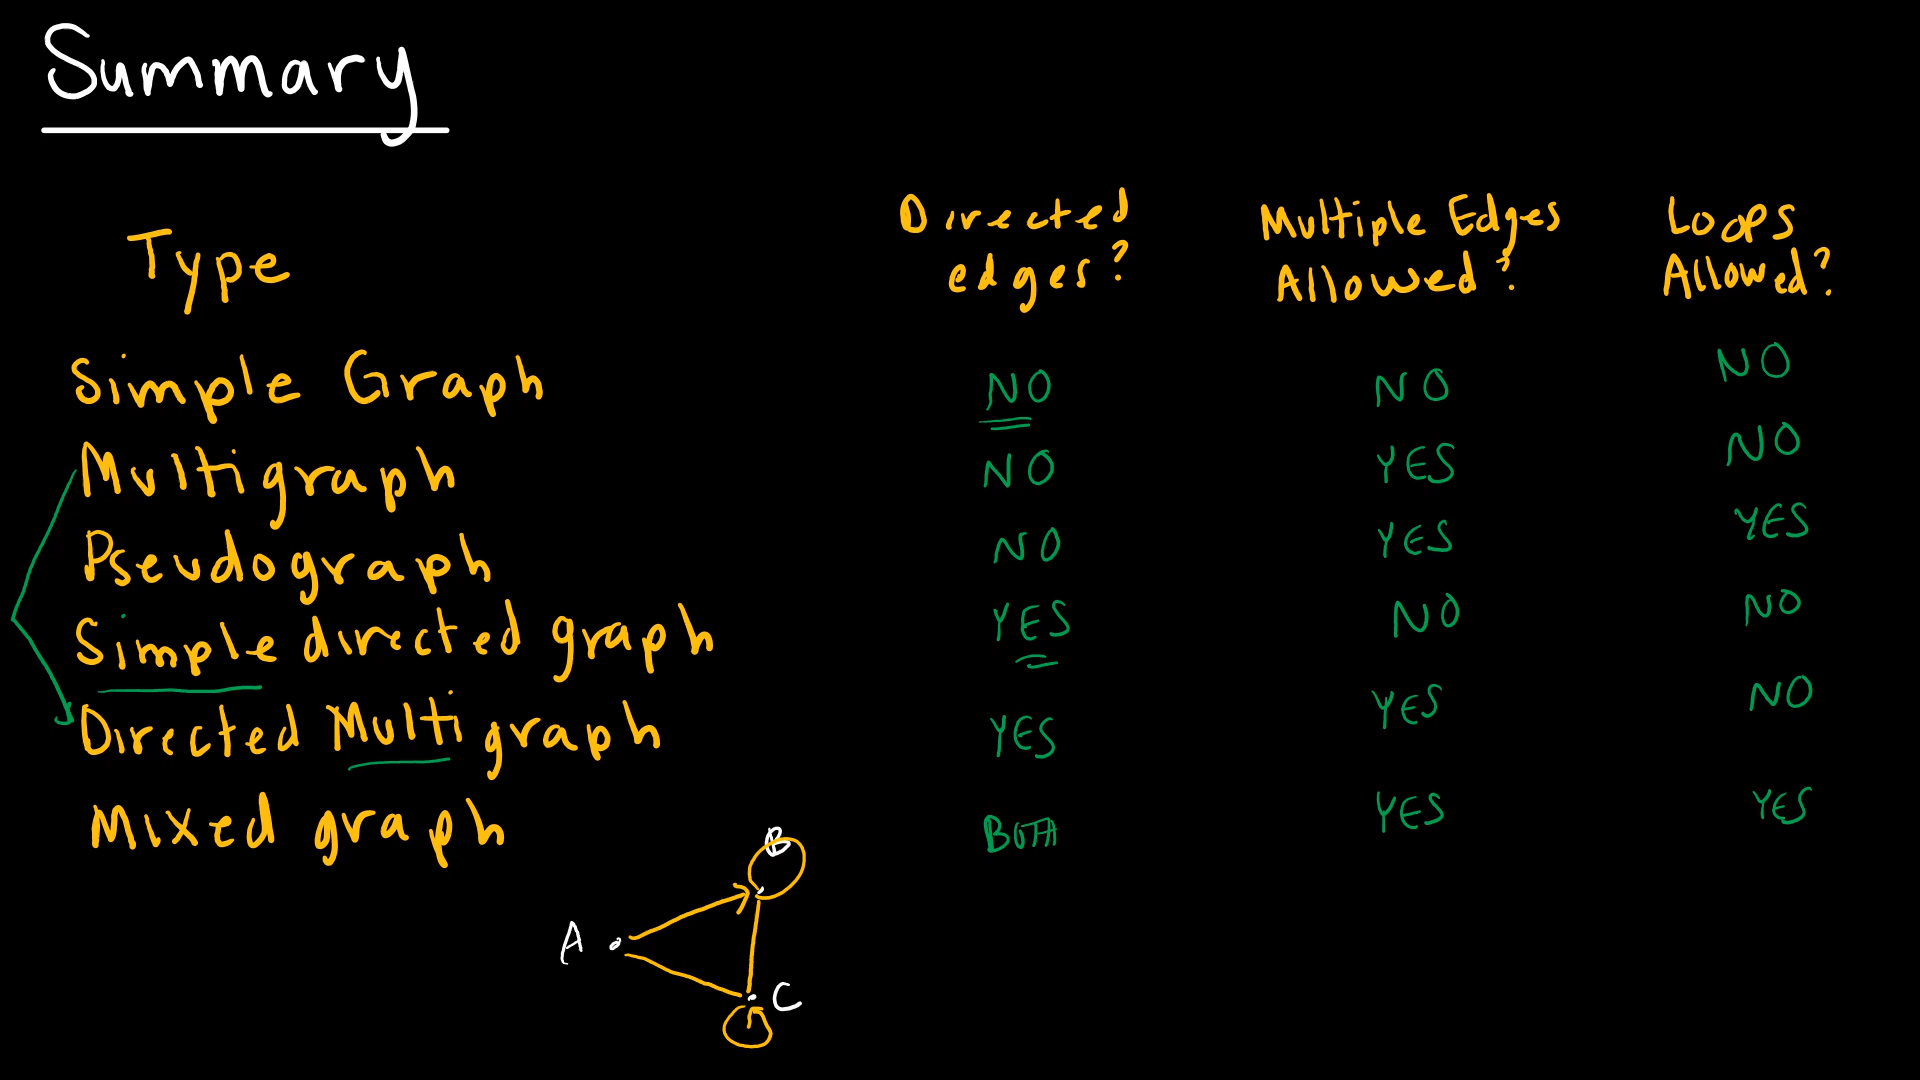 Summary
Type Directed edges? Multiple Edges Allowed? Loops Allowed?
Simple Graph NO NO NO
Multigraph NO YES NO
Pseudograph NO YES YES
Simple directed graph YES NO NO
Directed Multigraph YES YES NO
Mixed graph BOTH YES YES
B
A
C